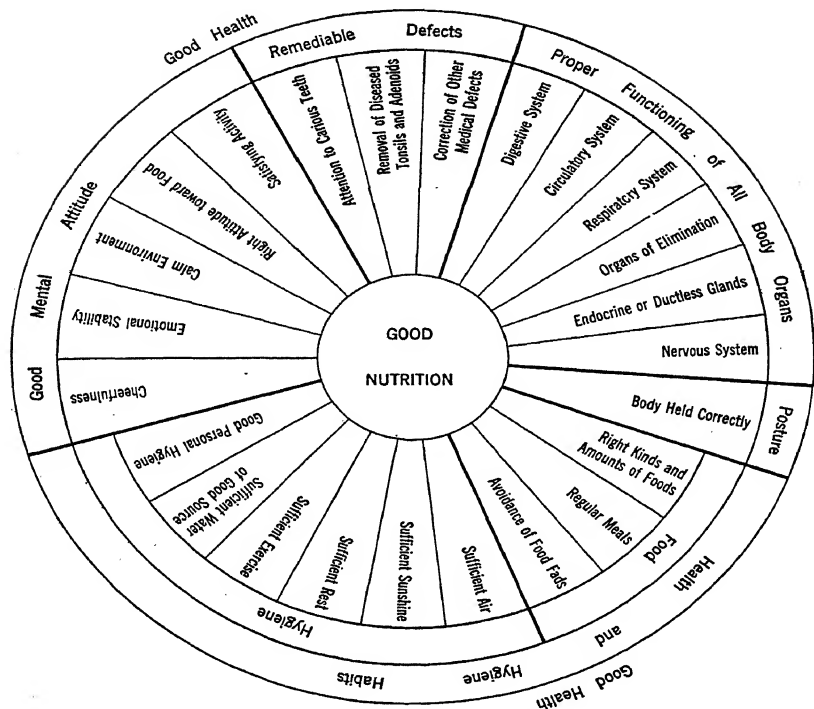 Good Health
Remediable Defects
Attention to Carious Teeth
Removal of Diseased
Tonsils and Adenoids
Correction of Other
Medical Defects
Proper Functioning of All Body Organs
Digestive System
Circulatory System
Respiratory System
Organs of Elimination
Endocrine or Ductless Glands
Nervous System
Posture
Body Held Correctly
Health and Hygiene Habits
Food
Right Kinds and
Amounts of Foods
Regular Meals
Avoidance of Food Fads
Hygiene
Sufficient Air
Sufficient Sunshine
Sufficient Rest
Sufficient Exercise
Sufficient Water
of Good Source
Good Personal Hygiene
Good Mental Attitude
Cheerfulness
Emotional Stability
Calm Environment
Right Attitude toward Food
Satisfying Activity
GOOD
NUTRITION
Good Health